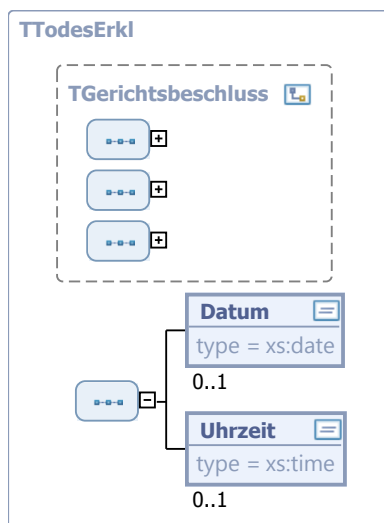 TTodesErkl
TGerichtsbeschluss
Datum
type = xs:date
0..1
Uhrzeit
type = xs:time
0..1